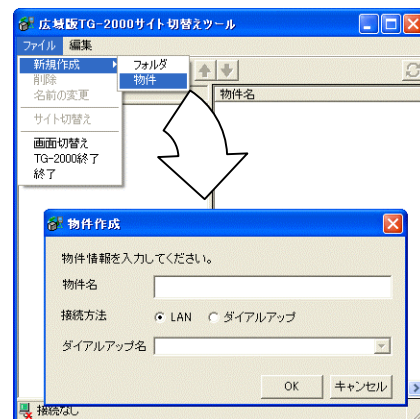 広域版TG-2000サイト切替えツール
ファイル 編集
新規作成
フォルダ
削除
物件
名前の変更
物件名
サイト切替え
画面切替え
TG-2000終了
終了
物件作成
物件情報を入力してください。
物件名
接続方法 LAN ダイアルアップ
ダイアルアップ名
OK キャンセル
接続なし